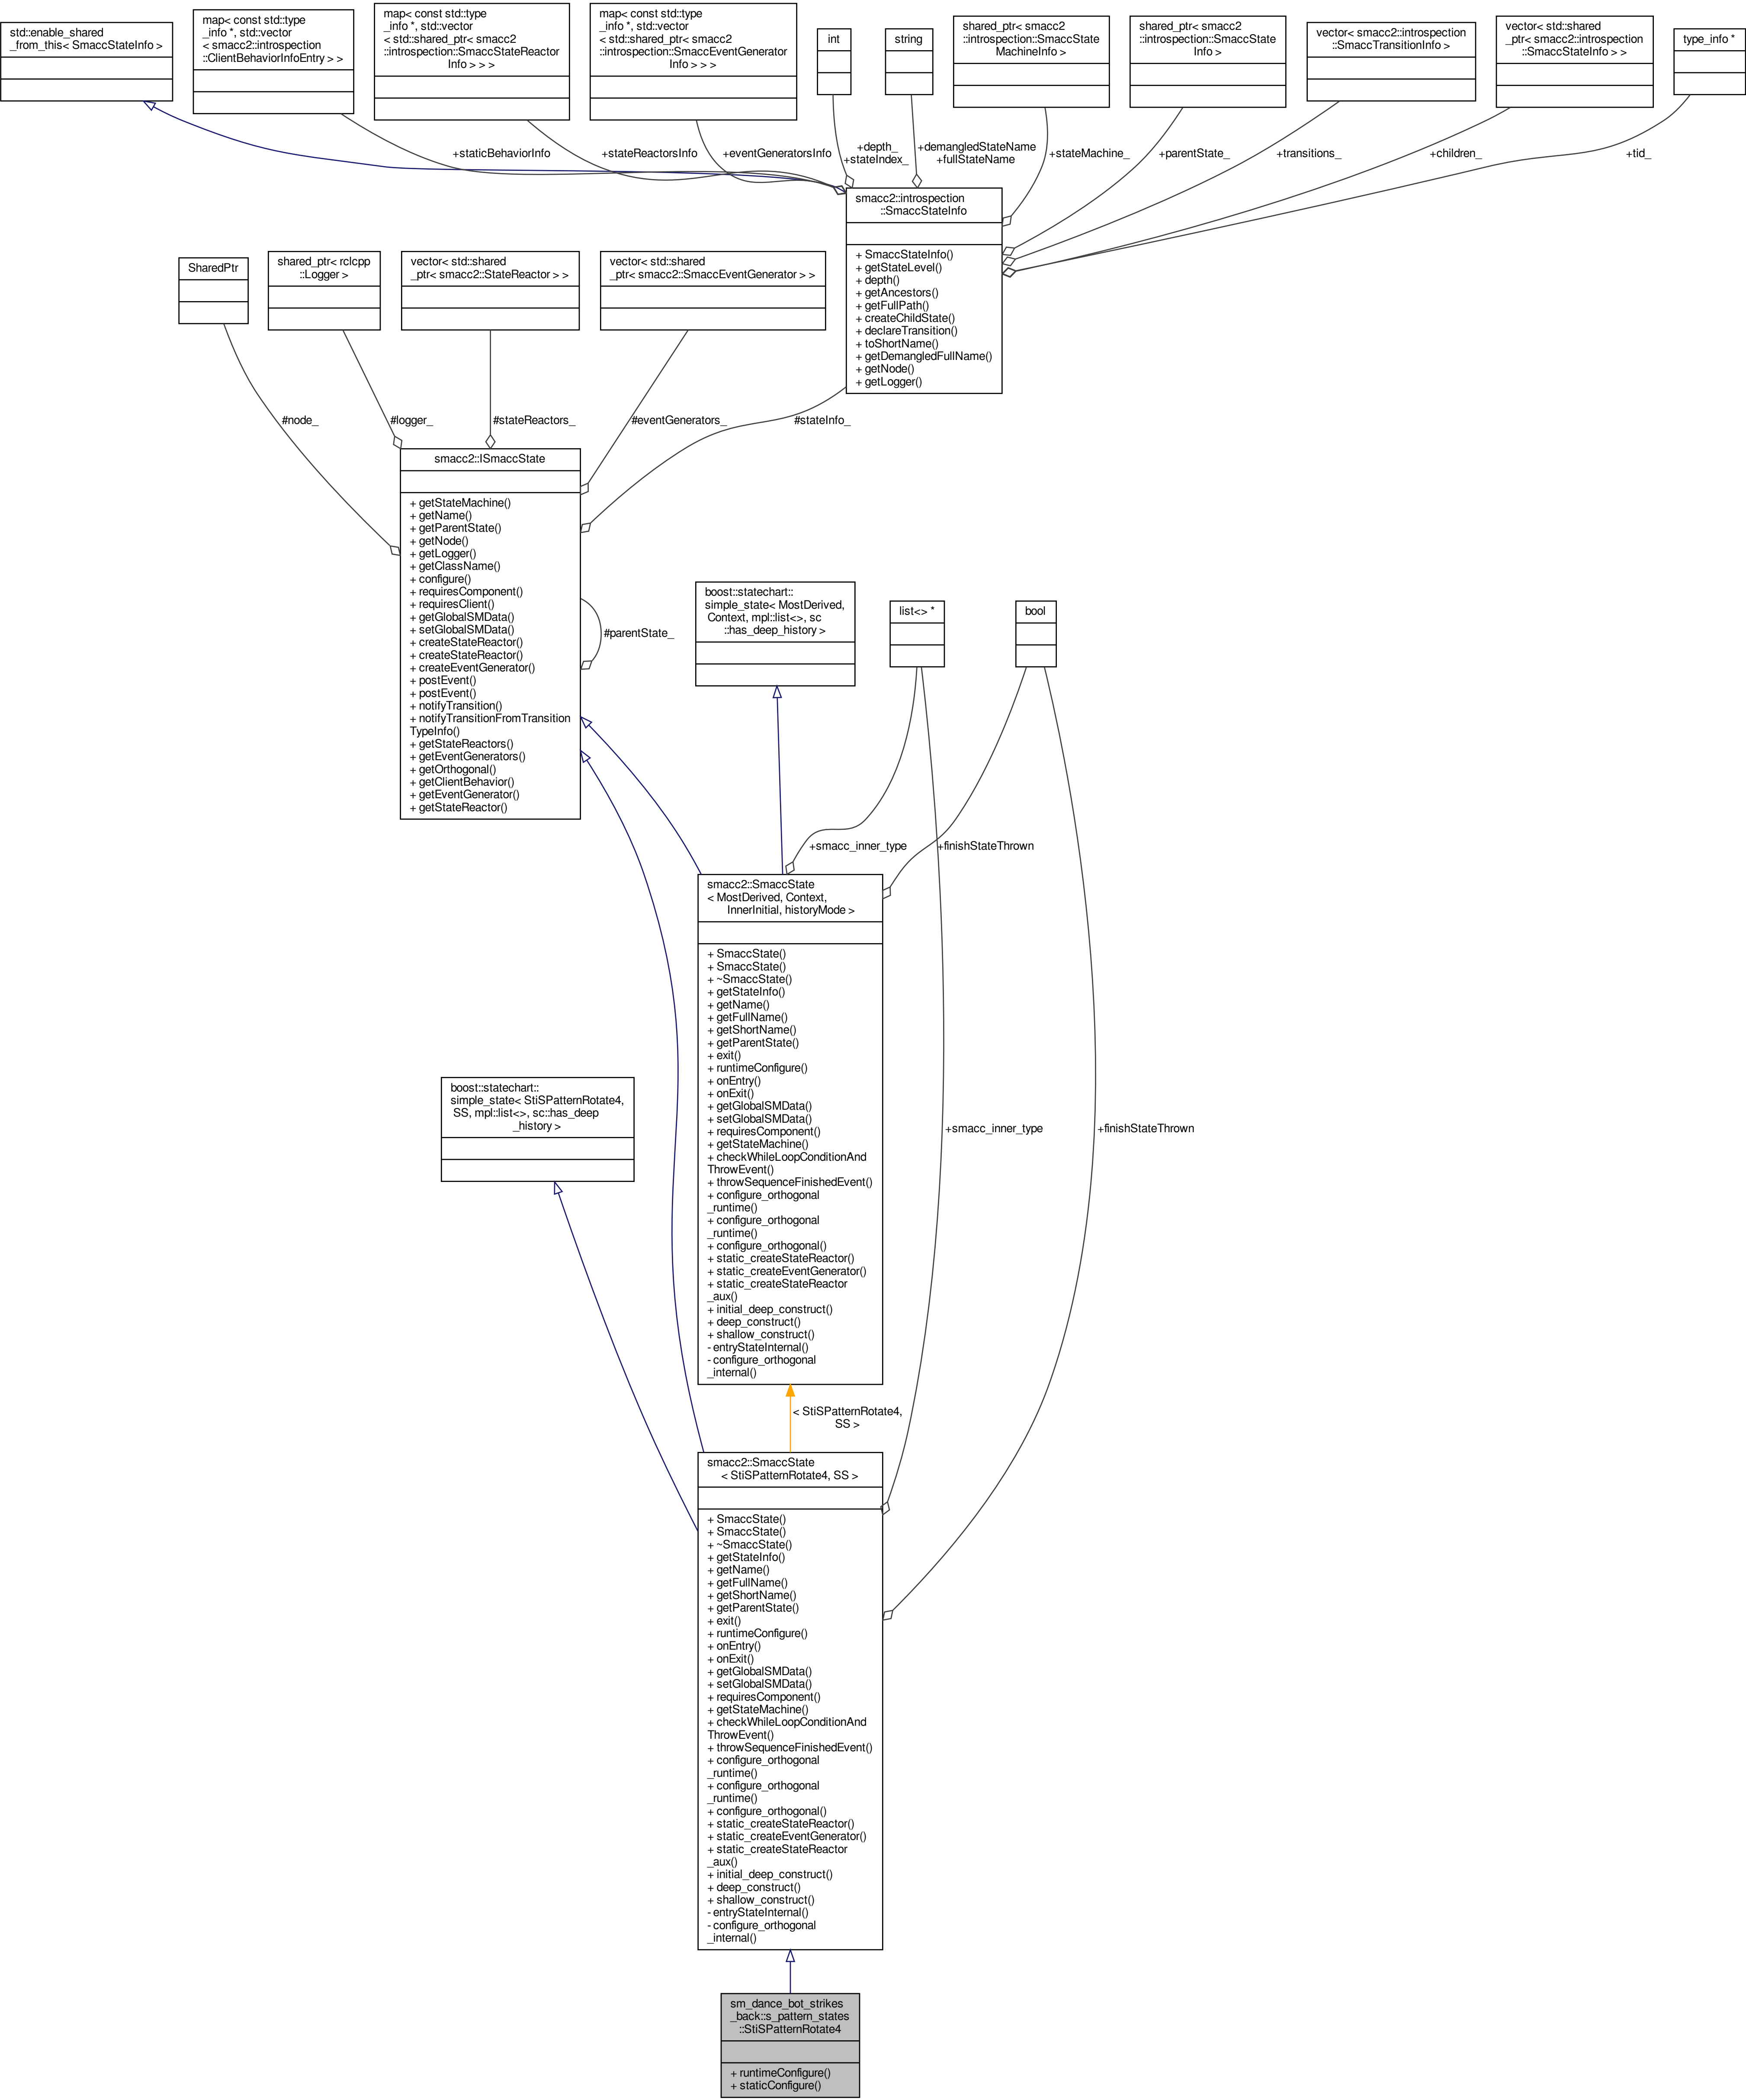 std::enable_shared
_from_this< SmaccStateInfo >
map< const std::type
_info *, std::vector
< smacc2::introspection
::ClientBehaviorInfoEntry > >
map< const std::type
_info *, std::vector
< std::shared_ptr< smacc2
::introspection::SmaccStateReactor
Info > > >
map< const std::type
_info *, std::vector
< std::shared_ptr< smacc2
::introspection::SmaccEventGenerator
Info > > >
int
string
shared_ptr< smacc2
::introspection::SmaccState
MachineInfo >
shared_ptr< smacc2
::introspection::SmaccState
Info >
vector< smacc2::introspection
::SmaccTransitionInfo >
vector< std::shared
_ptr< smacc2::introspection
::SmaccStateInfo > >
type_info *
+staticBehaviorInfo
+stateReactorsInfo
+eventGeneratorsInfo
+depth_
+stateIndex_
+demangledStateName
+fullStateName
+stateMachine_
+parentState_
+transitions_
+children_
+tid_
smacc2::introspection
::SmaccStateInfo
+ SmaccStateInfo()
+ getStateLevel()
+ depth()
+ getAncestors()
+ getFullPath()
+ createChildState()
+ declareTransition()
+ toShortName()
+ getDemangledFullName()
+ getNode()
+ getLogger()
SharedPtr
shared_ptr< rclcpp
::Logger >
vector< std::shared
_ptr< smacc2::StateReactor > >
vector< std::shared
_ptr< smacc2::SmaccEventGenerator > >
#node_
#logger_
#stateReactors_
#eventGenerators_
#stateInfo_
smacc2::ISmaccState
+ getStateMachine()
+ getName()
+ getParentState()
+ getNode()
+ getLogger()
+ getClassName()
+ configure()
+ requiresComponent()
+ requiresClient()
+ getGlobalSMData()
+ setGlobalSMData()
+ createStateReactor()
+ createStateReactor()
+ createEventGenerator()
+ postEvent()
+ postEvent()
+ notifyTransition()
+ notifyTransitionFromTransition
TypeInfo()
+ getStateReactors()
+ getEventGenerators()
+ getOrthogonal()
+ getClientBehavior()
+ getEventGenerator()
+ getStateReactor()
#parentState_
boost::statechart::
simple_state< MostDerived,
Context, mpl::list<>, sc
::has_deep_history >
list<> *
bool
+smacc_inner_type
+finishStateThrown
smacc2::SmaccState
< MostDerived, Context,
InnerInitial, historyMode >
+ SmaccState()
+ SmaccState()
+ ~SmaccState()
+ getStateInfo()
+ getName()
+ getFullName()
+ getShortName()
+ getParentState()
+ exit()
+ runtimeConfigure()
+ onEntry()
+ onExit()
+ getGlobalSMData()
+ setGlobalSMData()
+ requiresComponent()
+ getStateMachine()
+ checkWhileLoopConditionAnd
ThrowEvent()
+ throwSequenceFinishedEvent()
+ configure_orthogonal
_runtime()
+ configure_orthogonal
_runtime()
+ configure_orthogonal()
+ static_createStateReactor()
+ static_createEventGenerator()
+ static_createStateReactor
_aux()
+ initial_deep_construct()
+ deep_construct()
+ shallow_construct()
- entryStateInternal()
- configure_orthogonal
_internal()
boost::statechart::
simple_state< StiSPatternRotate4,
SS, mpl::list<>, sc::has_deep
_history >
+smacc_inner_type
+finishStateThrown
< StiSPatternRotate4,
SS >
smacc2::SmaccState
< StiSPatternRotate4, SS >
+ SmaccState()
+ SmaccState()
+ ~SmaccState()
+ getStateInfo()
+ getName()
+ getFullName()
+ getShortName()
+ getParentState()
+ exit()
+ runtimeConfigure()
+ onEntry()
+ onExit()
+ getGlobalSMData()
+ setGlobalSMData()
+ requiresComponent()
+ getStateMachine()
+ checkWhileLoopConditionAnd
ThrowEvent()
+ throwSequenceFinishedEvent()
+ configure_orthogonal
_runtime()
+ configure_orthogonal
_runtime()
+ configure_orthogonal()
+ static_createStateReactor()
+ static_createEventGenerator()
+ static_createStateReactor
_aux()
+ initial_deep_construct()
+ deep_construct()
+ shallow_construct()
- entryStateInternal()
- configure_orthogonal
_internal()
sm_dance_bot_strikes
_back::s_pattern_states
::StiSPatternRotate4
+ runtimeConfigure()
+ staticConfigure()